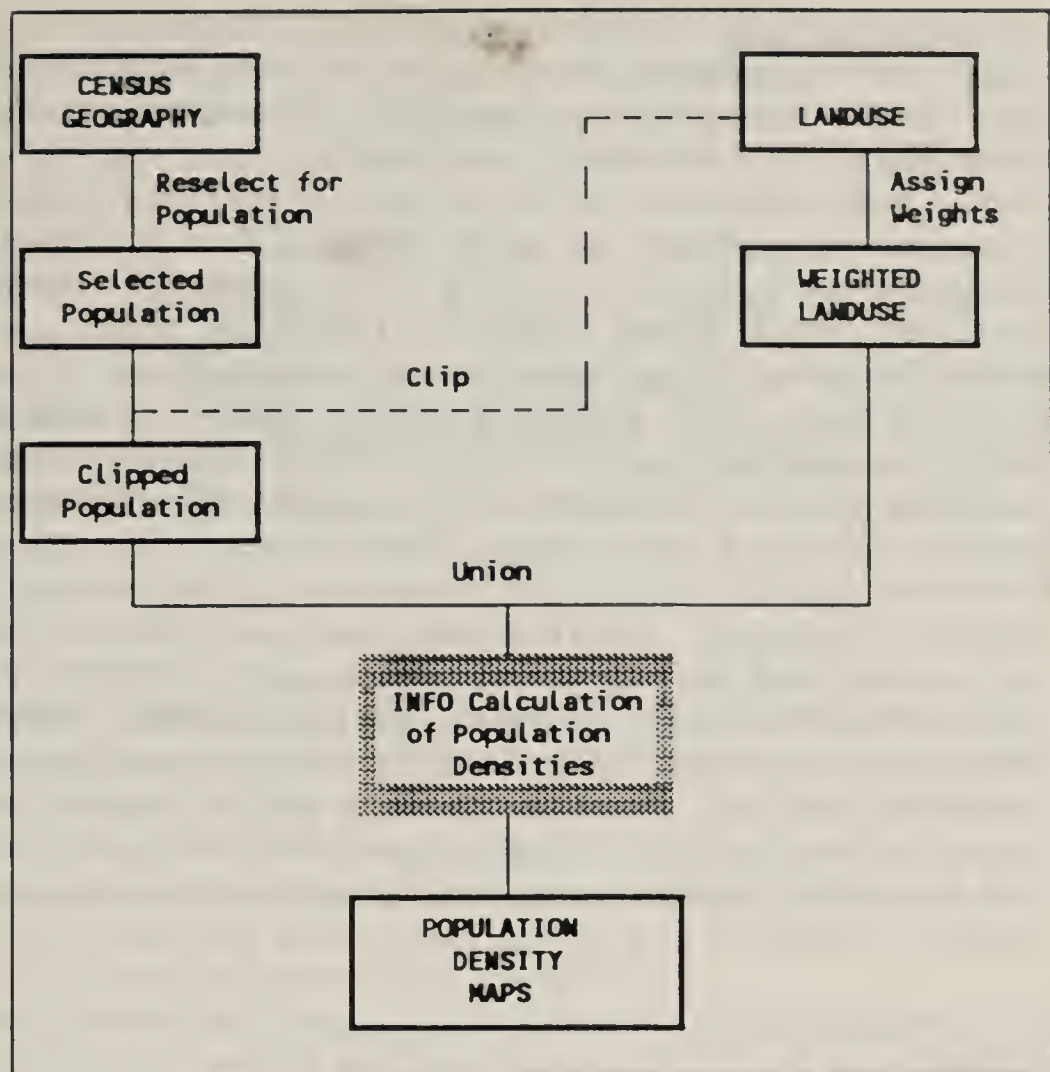 CENSUS
GEOGRAPHY
LANDUSE
Reselect for
Population
Assign
Weights
Selected
Population
WEIGHTED
LANDUSE
Clip
Clipped
Population
Union
INFO Calculation
of Population
Densities
POPULATION
DENSITY
MAPS